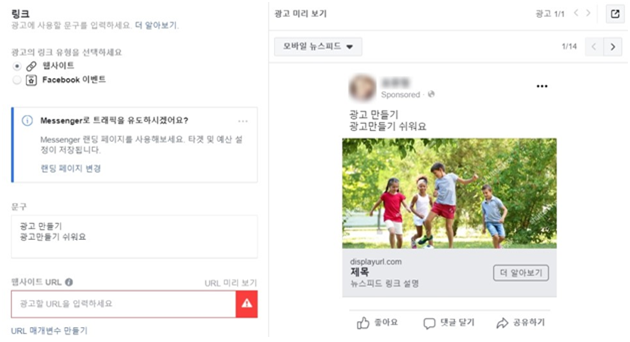 링크
광고에 사용할 문구를 입력하세요. 더 알아보기.
광고의 링크 유형을 선택하세요
웹사이트
Facebook 이벤트
Messenger로 트래픽을 유도하시겠어요?
Messenger 랜딩 페이지를 사용해보세요. 타겟 및 예산 설
정이 저장됩니다.
랜딩 페이지 변경
문구
광고 만들기
광고만들기 쉬워요
웹사이트 URL
URL 미리 보기
광고할 URL을 입력하세요
URL 매개변수 만들기
광고 미리 보기
광고 1/1
모바일 뉴스피드
1/14
Sponsored ·
광고 만들기
광고만들기 쉬워요
displayurl.com
제목
뉴스피드 링크 설명
더 알아보기
좋아요
댓글 달기
공유하기